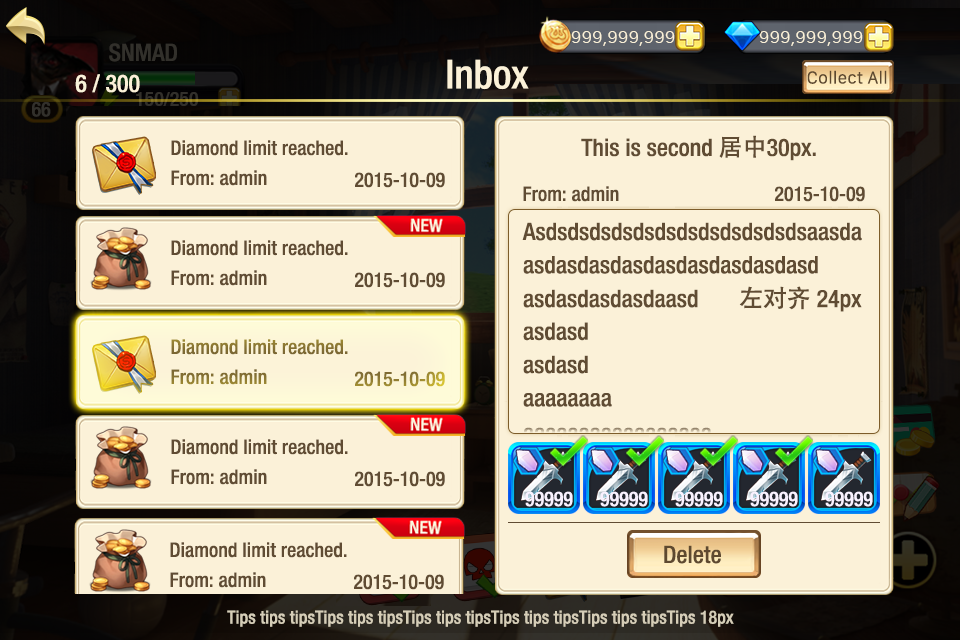 SNMAD
999,999,999
999,999,999
6 / 300
Inbox
Collect All
150/250
66
Diamond limit reached.
From: admin
2015-10-09
NEW
Diamond limit reached.
From: admin
2015-10-09
Diamond limit reached.
From: admin
2015-10-09
NEW
Diamond limit reached.
From: admin
2015-10-09
NEW
Diamond limit reached.
From: admin
2015-10-09
This is second 居中30px.
From: admin
2015-10-09
Asdsdsdsdsdsdsdsdsdsdsdsdsaasda
asdasdasdasdasdasdasdasdasd
asdasdasdasdaasd 左对齐 24px
asdasd
asdasd
aaaaaaaa
99999
99999
99999
99999
99999
Delete
Tips tips tipsTips tips tipsTips tips tipsTips tips tipsTips tips tipsTips 18px